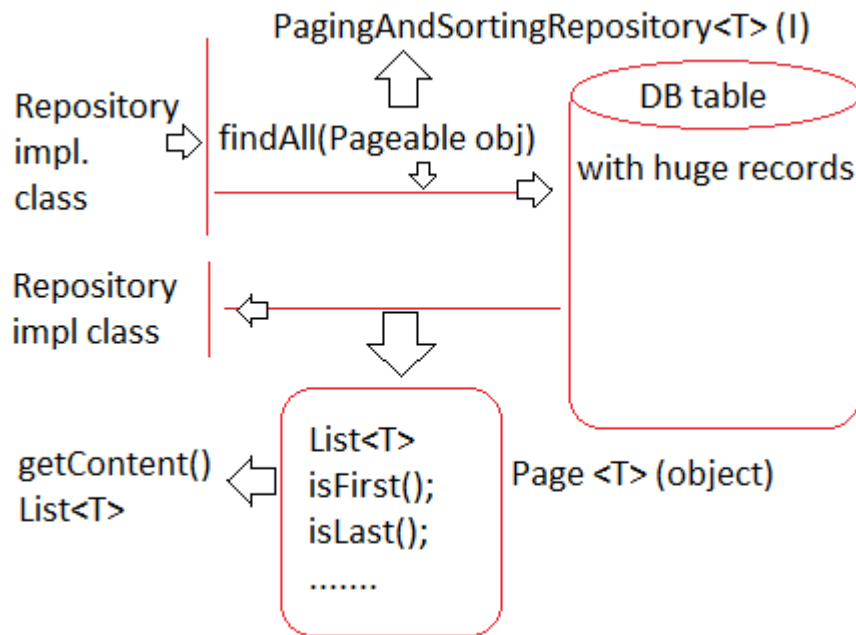 PagingAndSortingRepository<T> (I)
Repository
impl.
class
findAll(Pageable obj)
DB table
with huge records
Repository
impl class
List<T>
isFirst();
isLast();
.......
Page <T> (object)
getContent()
List<T>